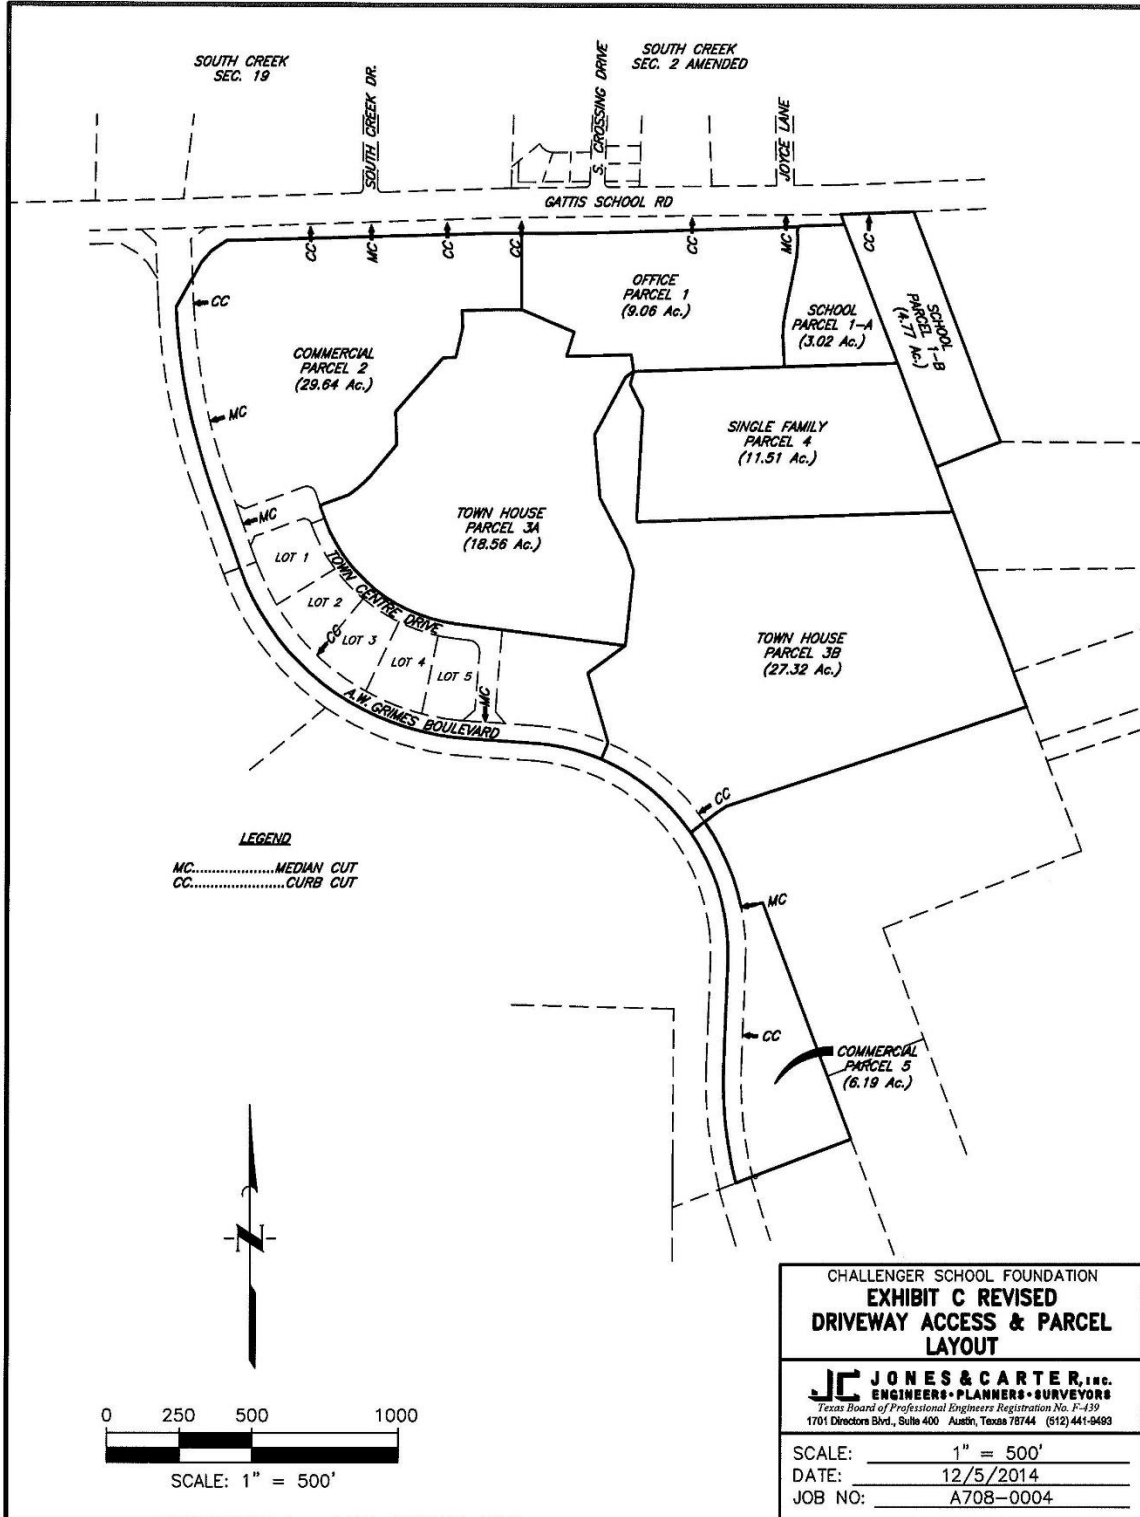 SOUTH CREEK
SEC. 19
SOUTH CREEK DR.
S. CROSSING DRIVE
SOUTH CREEK
SEC. 2 AMENDED
JOYCE LANE
GATTIS SCHOOL RD
CC
MC
CC
CC
CC
MC
CC
CC
OFFICE
PARCEL 1
(9.06 Ac.)
SCHOOL
PARCEL 1-A
(3.02 Ac.)
SCHOOL
PARCEL 1-B
(4.77 Ac.)
COMMERCIAL
PARCEL 2
(29.64 Ac.)
MC
SINGLE FAMILY
PARCEL 4
(11.51 Ac.)
MC
TOWN HOUSE
PARCEL 3A
(18.56 Ac.)
LOT 1
LOT 2
CC
LOT 3
LOT 4
LOT 5
TOWN CENTRE DRIVE
MC
A.W. GRIMES BOULEVARD
TOWN HOUSE
PARCEL 3B
(27.32 Ac.)
CC
LEGEND
MC....................MEDIAN CUT
CC......................CURB CUT
MC
CC
COMMERCIAL
PARCEL 5
(6.19 Ac.)
N
0 250 500 1000
SCALE: 1" = 500'
CHALLENGER SCHOOL FOUNDATION
EXHIBIT C REVISED
DRIVEWAY ACCESS & PARCEL
LAYOUT
JC JONES & CARTER, INC.
ENGINEERS•PLANNERS•SURVEYORS
Texas Board of Professional Engineers Registration No. F-439
1701 Directors Blvd., Suite 400 Austin, Texas 78744 (512) 441-9493
SCALE: 1" = 500'
DATE: 12/5/2014
JOB NO: A708-0004